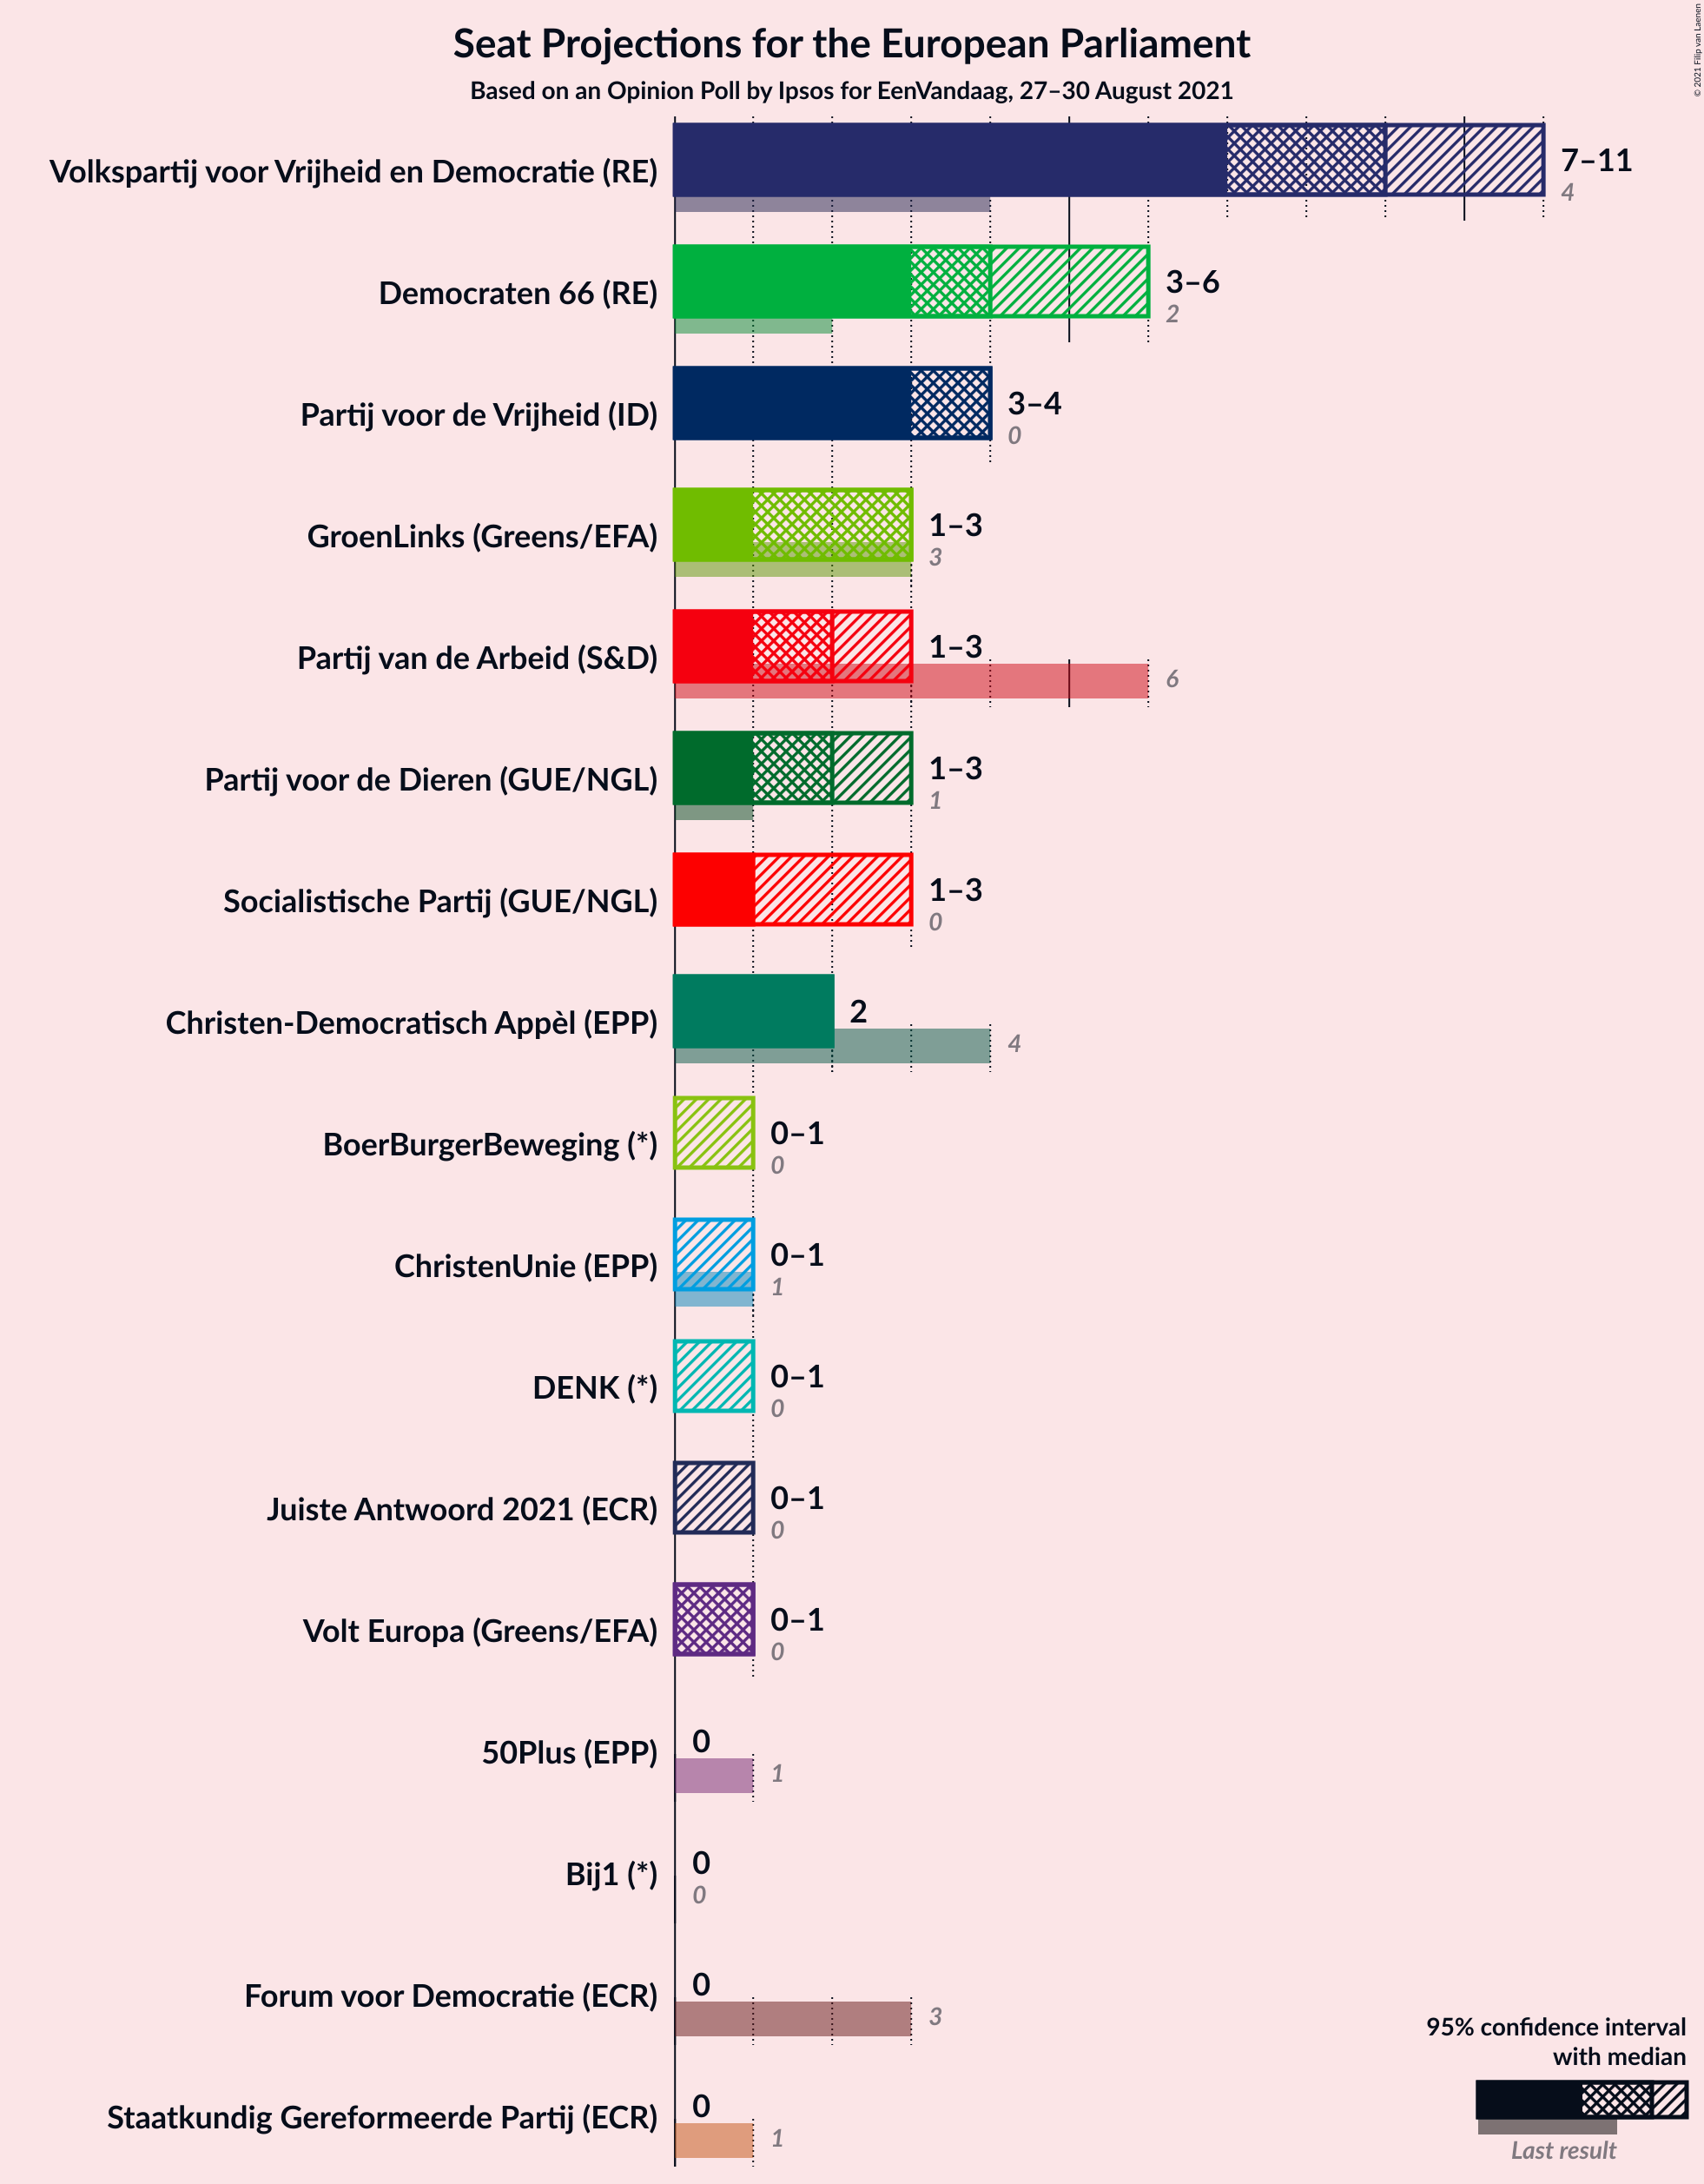 Seat Projections for the European Parliament
Based on an Opinion Poll by Ipsos for EenVandaag, 27–30 August 2021
© 2021 Filip van Laenen
Volkspartij voor Vrijheid en Democratie (RE)
7–11
4
Democraten 66 (RE)
3–6
2
Partij voor de Vrijheid (ID)
3–4
0
GroenLinks (Greens/EFA)
1–3
3
Partij van de Arbeid (S&D)
1–3
6
Partij voor de Dieren (GUE/NGL)
1–3
1
Socialistische Partij (GUE/NGL)
1–3
0
Christen-Democratisch Appèl (EPP)
2
4
BoerBurgerBeweging (*)
0–1
0
ChristenUnie (EPP)
0–1
1
DENK (*)
0–1
0
Juiste Antwoord 2021 (ECR)
0–1
0
Volt Europa (Greens/EFA)
0–1
0
50Plus (EPP)
0
1
Bij1 (*)
0
0
Forum voor Democratie (ECR)
0
3
Staatkundig Gereformeerde Partij (ECR)
0
1
95% confidence interval
with median
Last result